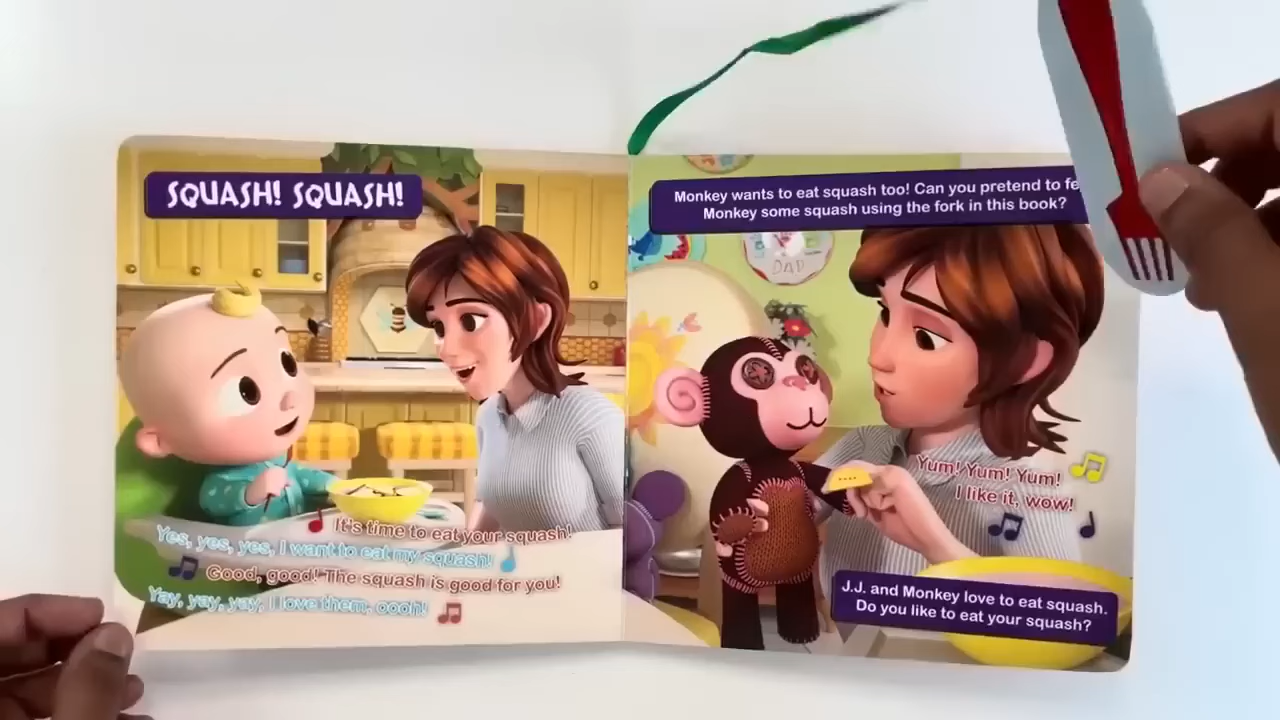 SQUASH! SQUASH!
It's time to eat your squash!
Yes, yes, yes, I want to eat my squash!
Good, good! The squash is good for you!
Yay, yay, yay, I love them, oooh!
Monkey wants to eat squash too! Can you pretend to fe
Monkey some squash using the fork in this book?
DAD
Yum! Yum! Yum!
I like it, wow!
J.J. and Monkey love to eat squash.
Do you like to eat your squash?